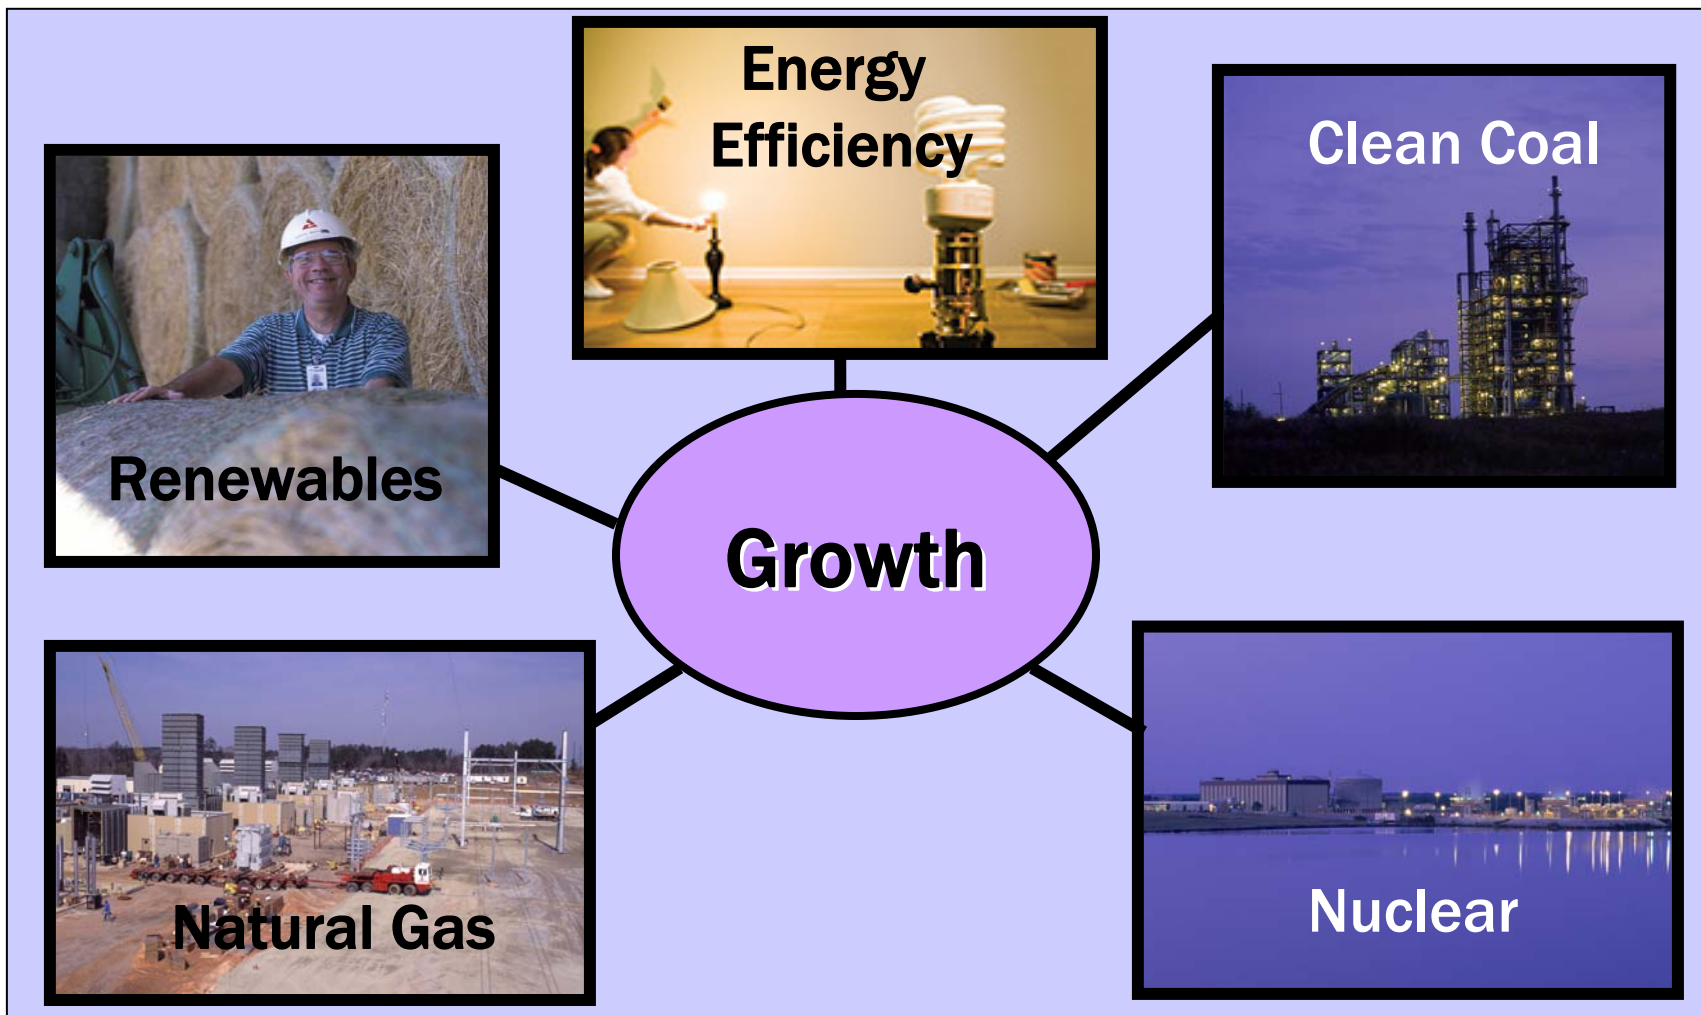 Energy
Efficiency
Clean Coal
Renewables
Growth
Natural Gas
Nuclear